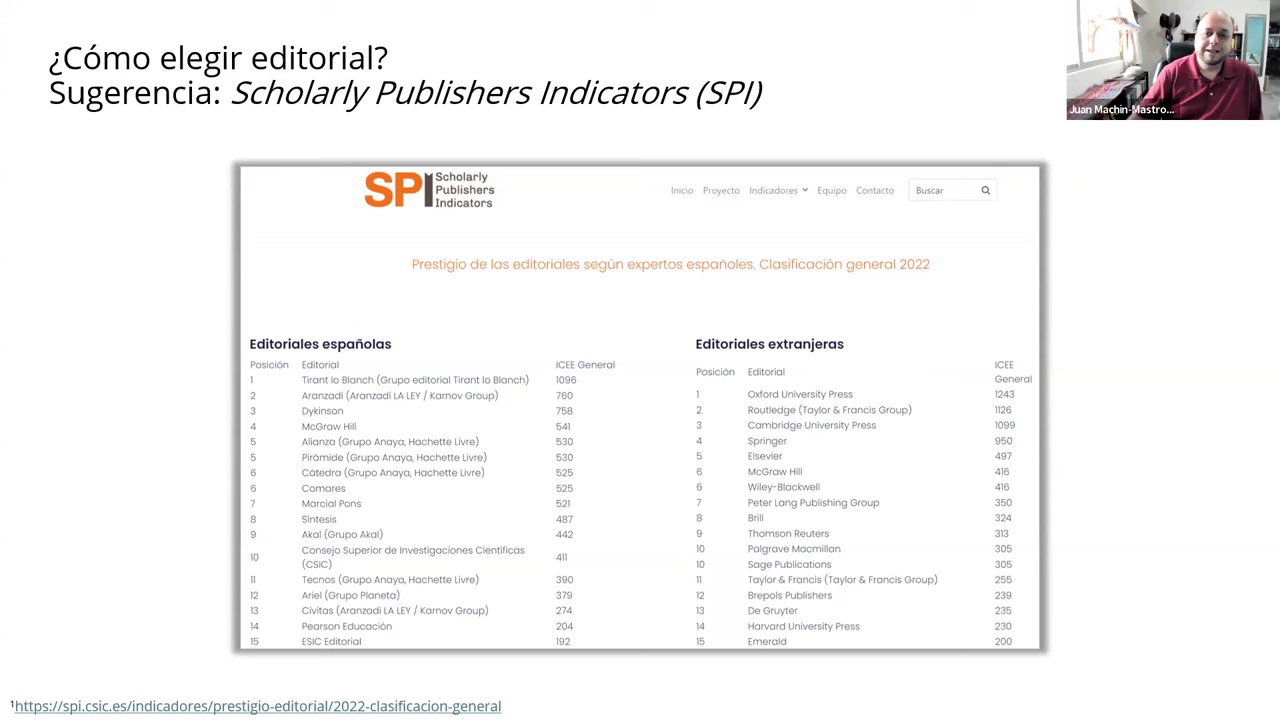 ¿Cómo elegir editorial?
Sugerencia: Scholarly Publishers Indicators (SPI)
Juan Machin-Mastro...
SPI Scholarly
Publishers
Indicators
Inicio Proyecto Indicadores Equipo Contacto Buscar
Prestigio de las editoriales según expertos españoles. Clasificación general 2022
Editoriales españolas
Posición Editorial ICEE General
1 Tirant lo Blanch (Grupo editorial Tirant lo Blanch) 1096
2 Aranzadi (Aranzadi LA LEY / Karnov Group) 760
3 Dykinson 758
4 McGraw Hill 541
5 Alianza (Grupo Anaya, Hachette Livre) 530
5 Pirámide (Grupo Anaya, Hachette Livre) 530
6 Cátedra (Grupo Anaya, Hachette Livre) 525
6 Comares 525
7 Marcial Pons 521
8 Síntesis 487
9 Akal (Grupo Akal) 442
10 Consejo Superior de Investigaciones Científicas
(CSIC) 411
11 Tecnos (Grupo Anaya, Hachette Livre) 390
12 Ariel (Grupo Planeta) 379
13 Civitas (Aranzadi LA LEY / Karnov Group) 274
14 Pearson Educación 204
15 ESIC Editorial 192
Editoriales extranjeras
Posición Editorial ICEE
General
1 Oxford University Press 1243
2 Routledge (Taylor & Francis Group) 1126
3 Cambridge University Press 1099
4 Springer 950
5 Elsevier 497
6 McGraw Hill 416
6 Wiley-Blackwell 416
7 Peter Lang Publishing Group 350
8 Brill 324
9 Thomson Reuters 313
10 Palgrave Macmillan 305
10 Sage Publications 305
11 Taylor & Francis (Taylor & Francis Group) 255
12 Brepols Publishers 239
13 De Gruyter 235
14 Harvard University Press 230
15 Emerald 200
¹https://spi.csic.es/indicadores/prestigio-editorial/2022-clasificacion-general